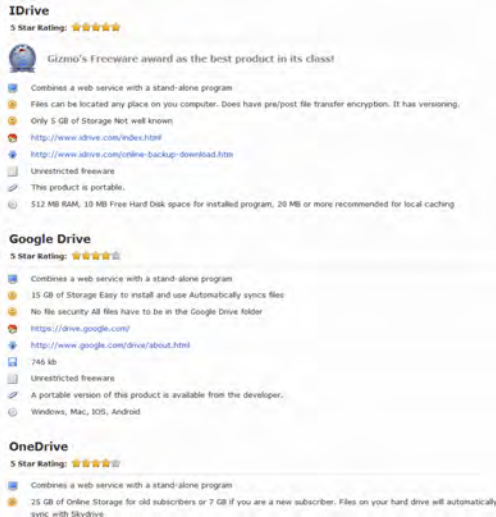 IDrive
5 Star Rating:
Gizmo's Freeware award as the best product in its class!
Combines a web service with a stand-alone program
Files can be located any place on you computer. Does have pre/post file transfer encryption. It has versioning.
Only 5 GB of Storage Not well known
http://www.idrive.com/index.html
http://www.idrive.com/online-backup-download.htm
Unrestricted freeware
This product is portable.
512 MB RAM, 10 MB Free Hard Disk space for installed program, 20 MB or more recommended for local caching
Google Drive
5 Star Rating:
Combines a web service with a stand-alone program
15 GB of Storage Easy to install and use Automatically syncs files
No file security All files have to be in the Google Drive folder
https://drive.google.com/
http://www.google.com/drive/about.html
746 kb
Unrestricted freeware
A portable version of this product is available from the developer.
Windows, Mac, IOS, Android
OneDrive
5 Star Rating:
Combines a web service with a stand-alone program
25 GB of Online Storage for old subscribers or 7 GB if you are a new subscriber. Files on your hard drive will automatically
sync with Skydrive